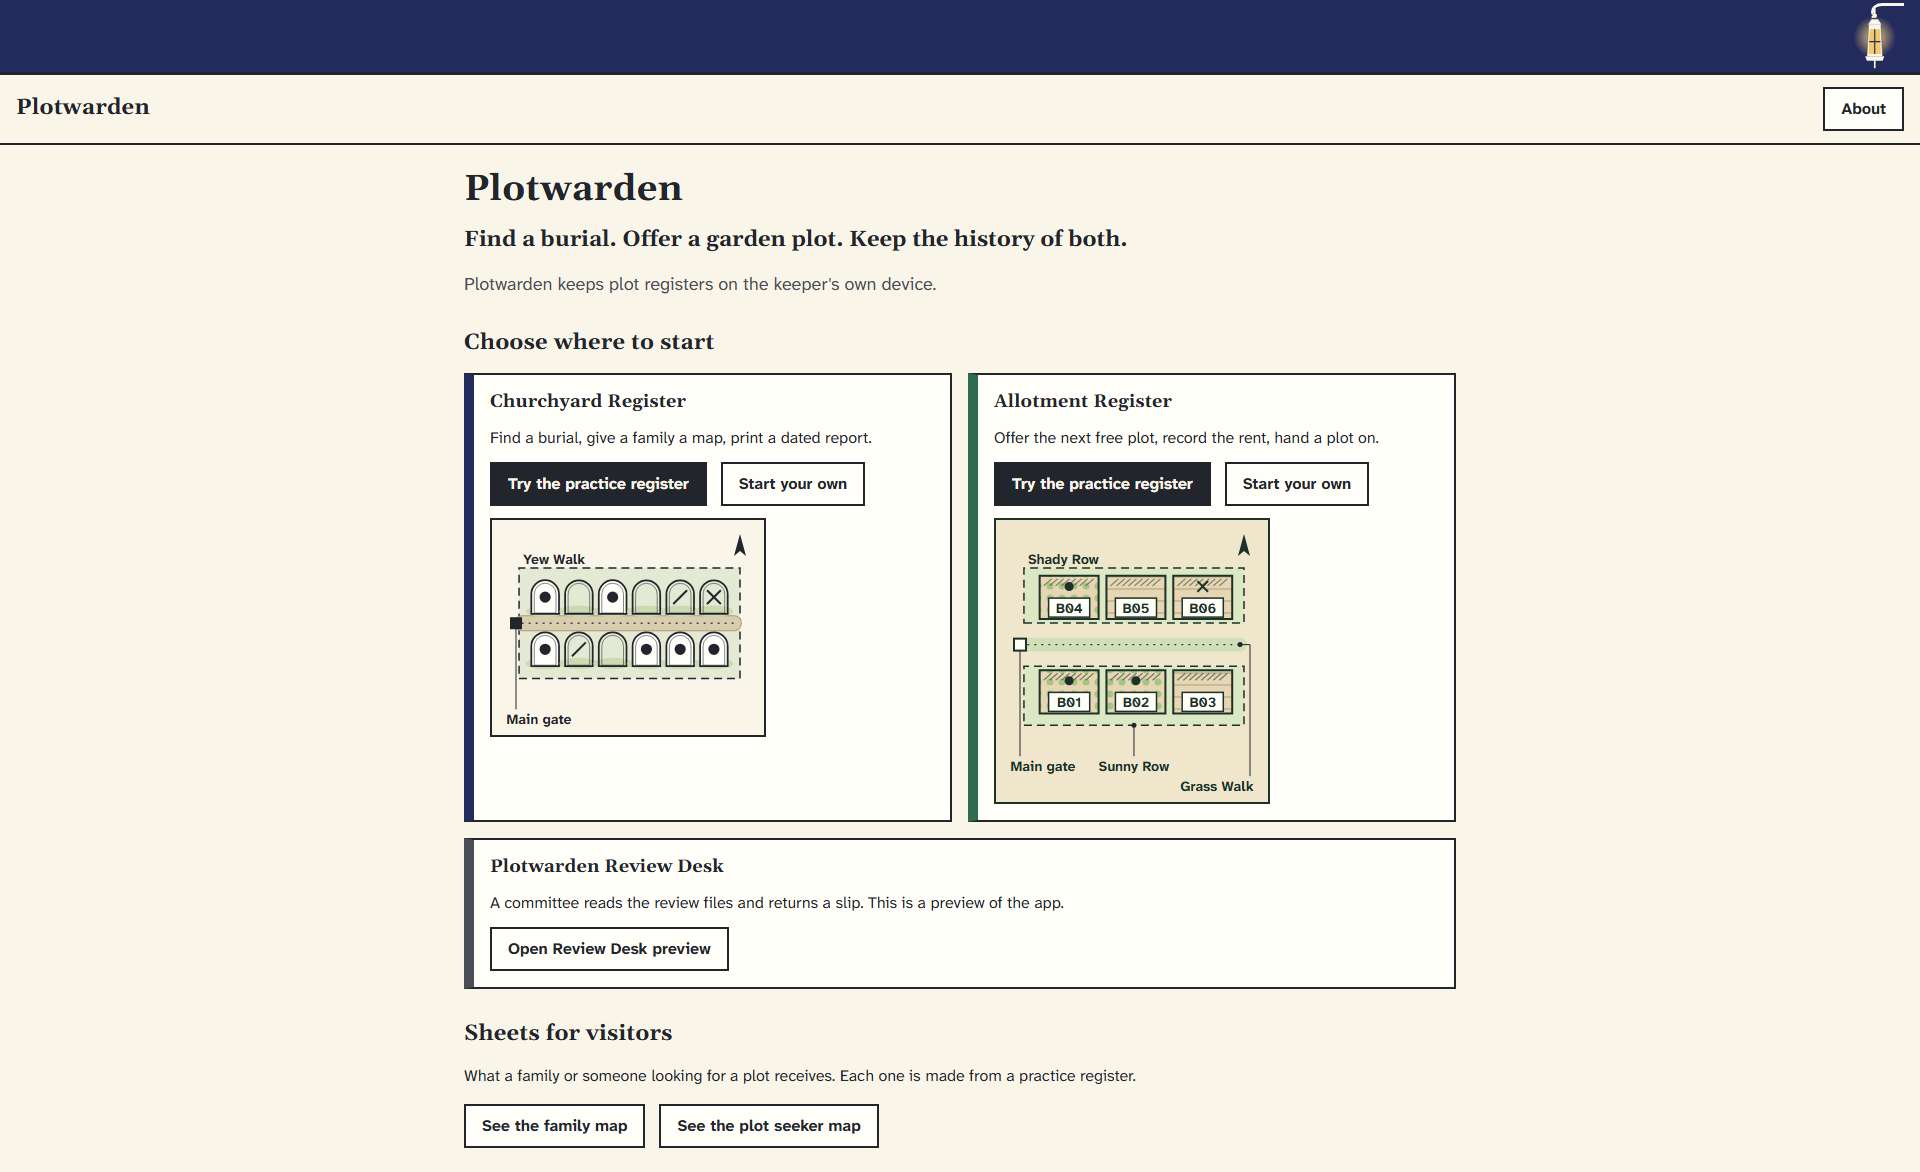 Plotwarden
About
Plotwarden
Find a burial. Offer a garden plot. Keep the history of both.
Plotwarden keeps plot registers on the keeper's own device.
Choose where to start
Churchyard Register
Find a burial, give a family a map, print a dated report.
Try the practice register
Start your own
Yew Walk
Main gate
Allotment Register
Offer the next free plot, record the rent, hand a plot on.
Try the practice register
Start your own
Shady Row
B04
B05
B06
B01
B02
B03
Main gate
Sunny Row
Grass Walk
Plotwarden Review Desk
A committee reads the review files and returns a slip. This is a preview of the app.
Open Review Desk preview
Sheets for visitors
What a family or someone looking for a plot receives. Each one is made from a practice register.
See the family map
See the plot seeker map